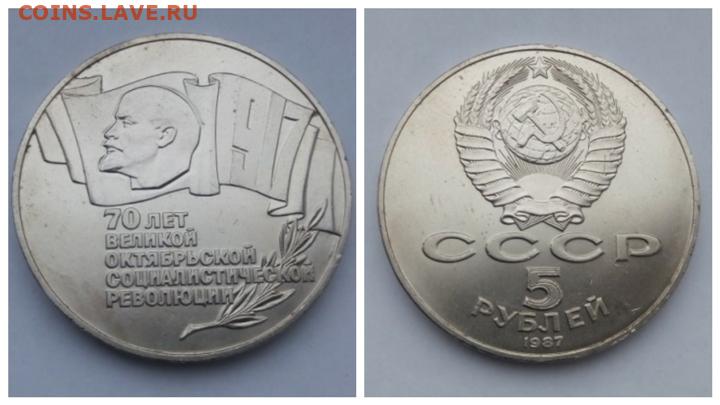 COINS.LAVE.RU
1917
70 ЛЕТ
ВЕЛИКОЙ
ОКТЯБРЬСКОЙ
СОЦИАЛИСТИЧЕСКОЙ
РЕВОЛЮЦИИ
СССР
5
РУБЛЕЙ
1987